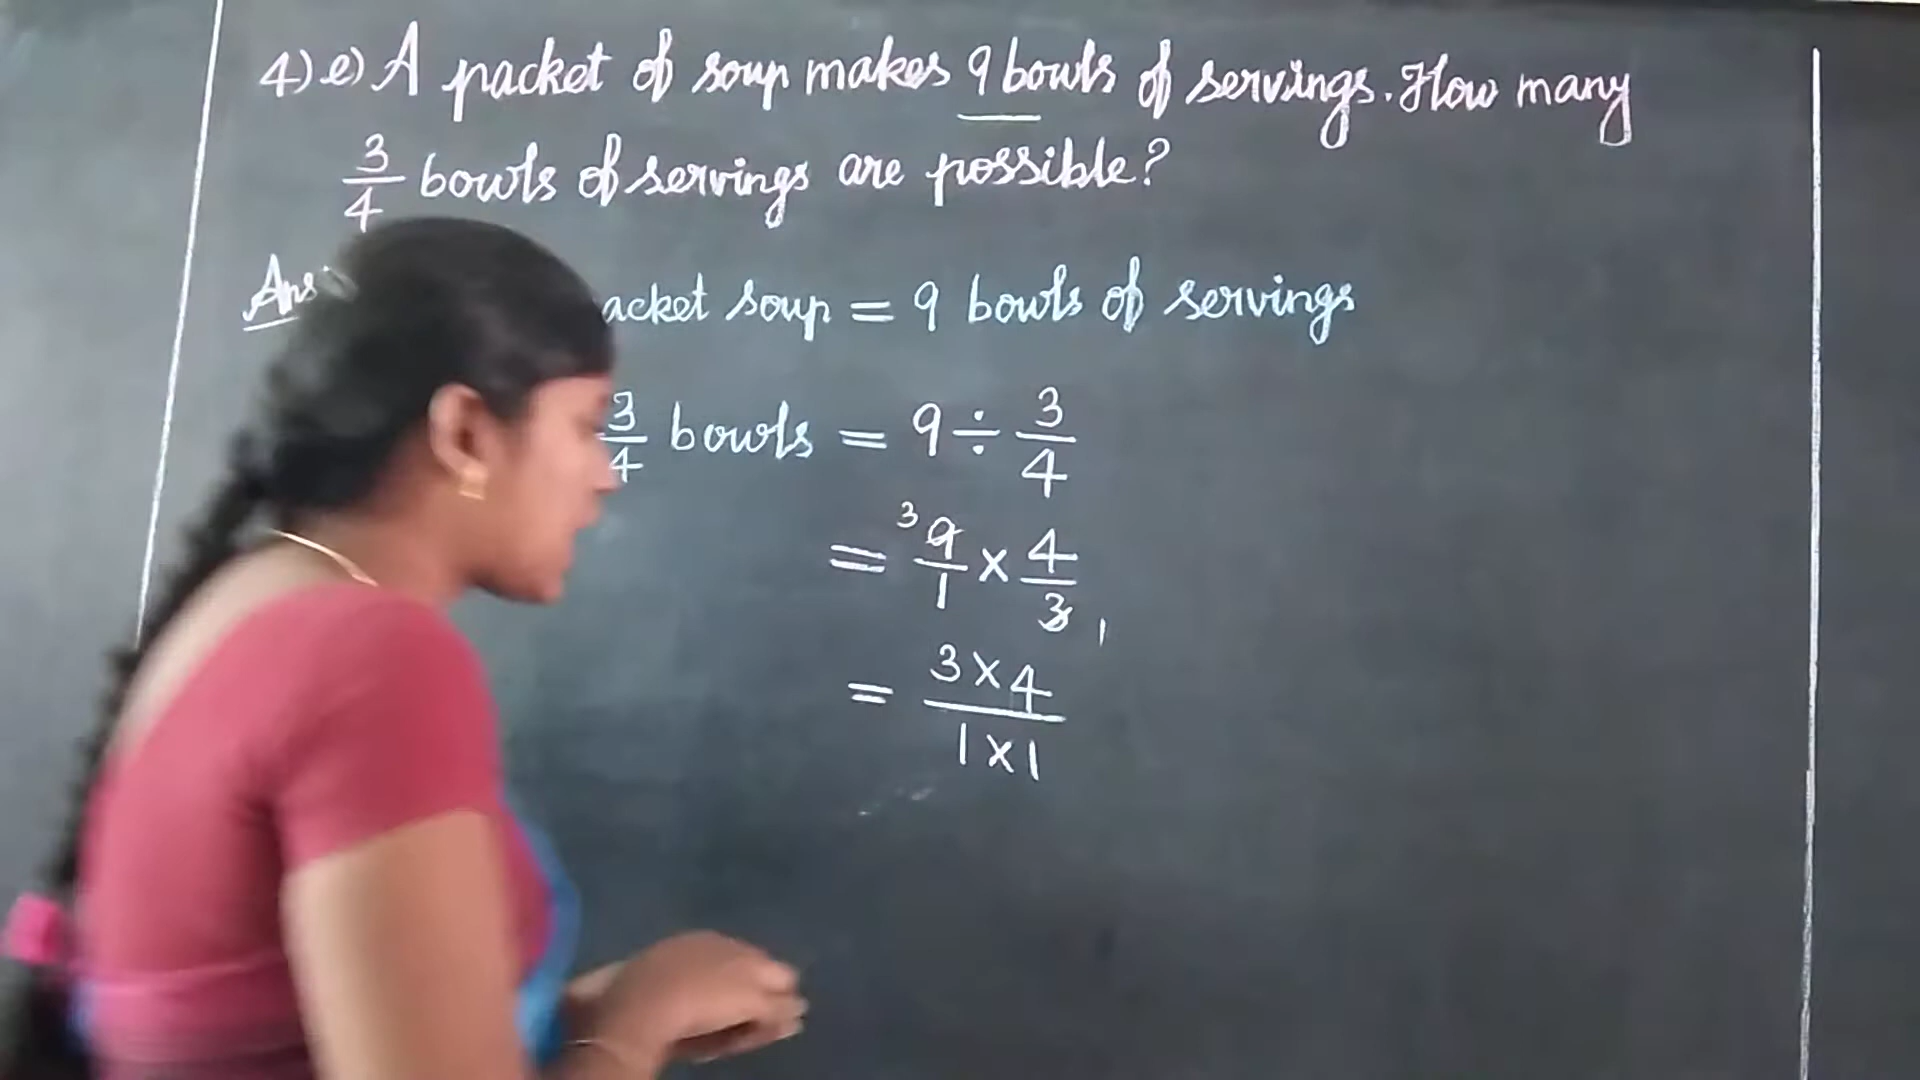 4) e) A packet of soup makes 9 bowls of servings. How many
3/4 bowls of servings are possible?
Ans soup = 9 bowls of servings
3/4 bowls = 9 ÷ 3/4
= 3 9/1 × 4/3 1
= 3 × 4 / 1 × 1